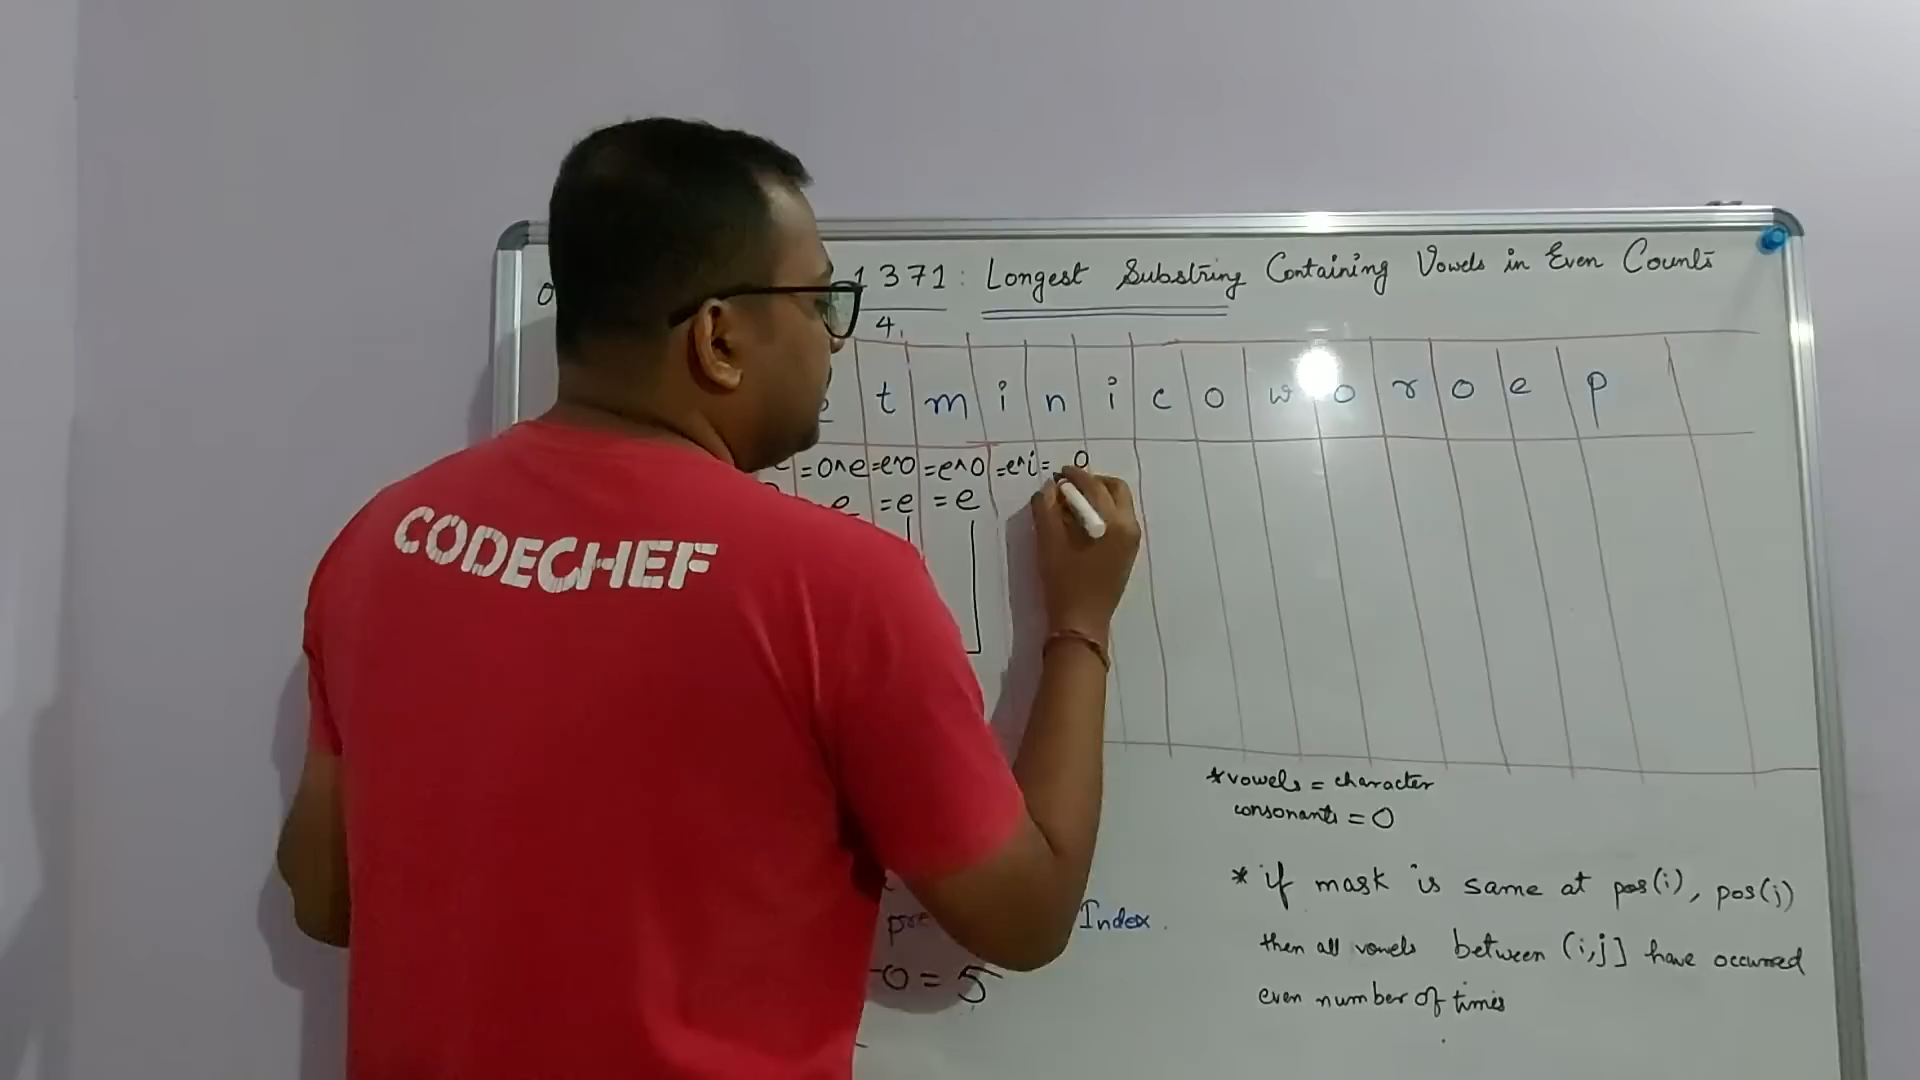 1371: Longest Substring Containing Vowels in Even Counts
4.
e t m i n i c o w o r o e p
=0^e =e^0 =e^0 =e^i = 0
e =e =e
CODECHEF
*vowels = character
consonants = 0
* if mask is same at pos(i), pos(j)
then all vowels between (i,j] have occurred
even number of times
Index.
-0=5